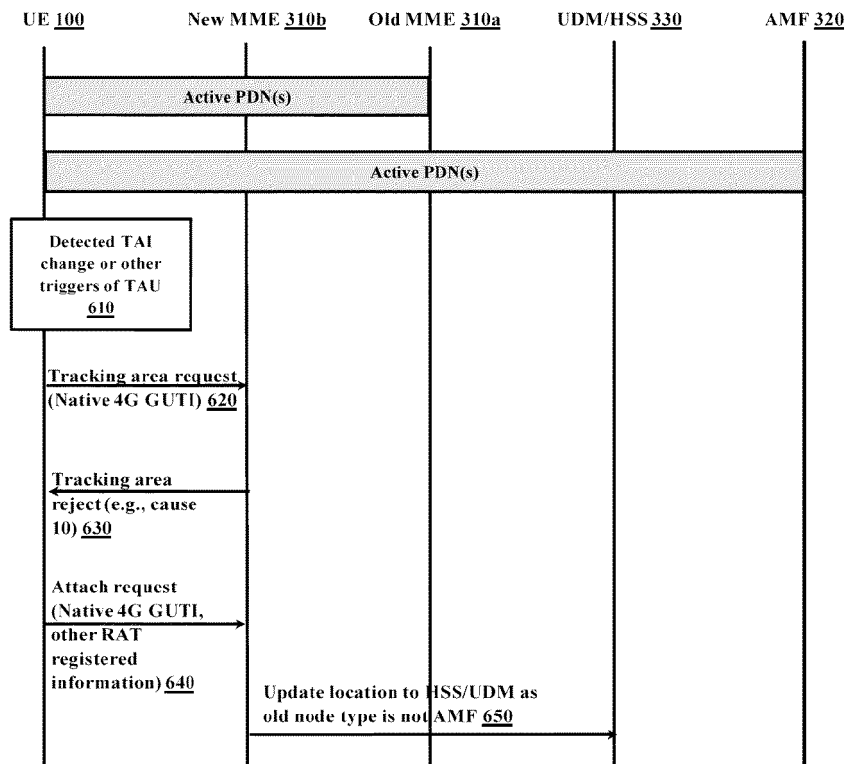 UE 100
New MME 310b
Old MME 310a
UDM/HSS 330
AMF 320
Active PDN(s)
Active PDN(s)
Detected TAI
change or other
triggers of TAU
610
Tracking area request
(Native 4G GUTI) 620
Tracking area
reject (e.g., cause
10) 630
Attach request
(Native 4G GUTI,
other RAT
registered
information) 640
Update location to HSS/UDM as
old node type is not AMF 650